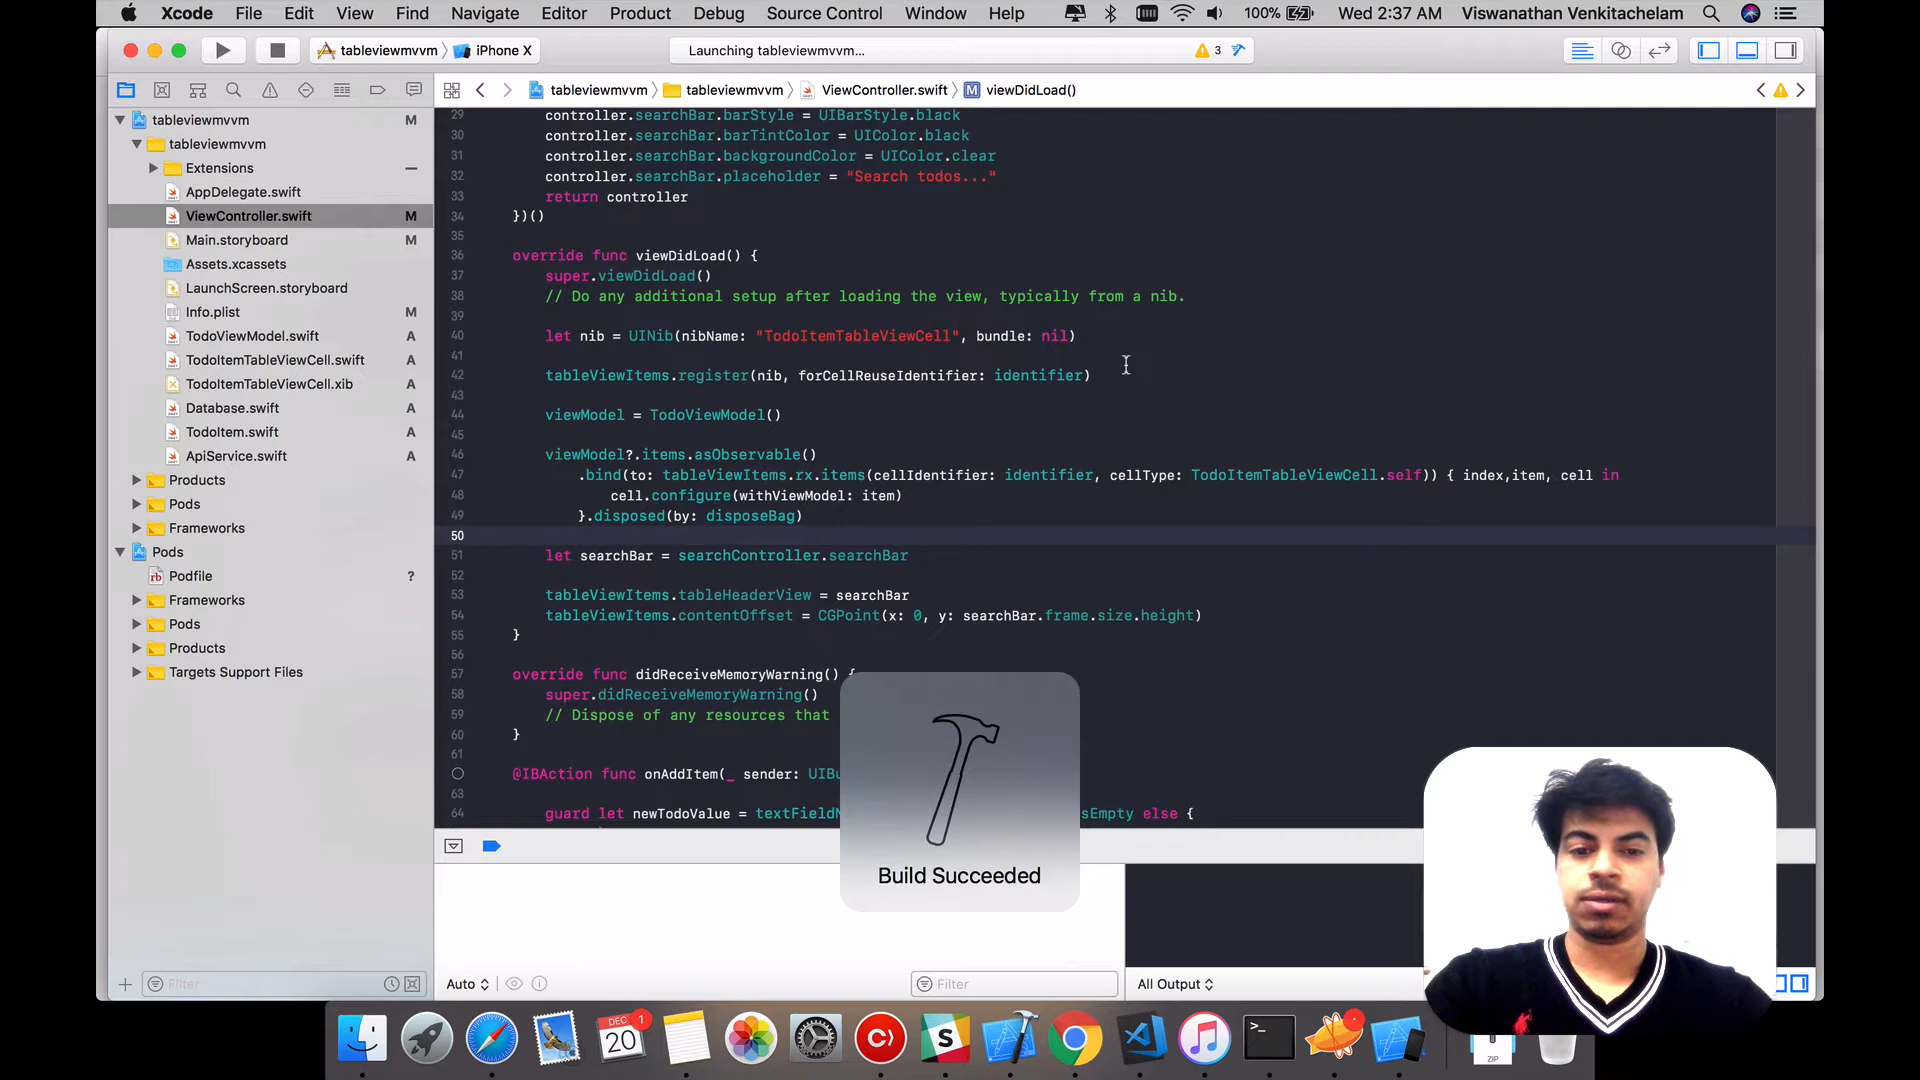 Xcode File Edit View Find Navigate Editor Product Debug Source Control Window Help 100% Wed 2:37 AM Viswanathan Venkitachelam
tableviewmvvm iPhone X Launching tableviewmvvm... 3
tableviewmvvm tableviewmvvm ViewController.swift M viewDidLoad()
tableviewmvvm M
tableviewmvvm
Extensions
AppDelegate.swift
ViewController.swift M
Main.storyboard M
Assets.xcassets
LaunchScreen.storyboard
Info.plist M
TodoViewModel.swift A
TodoItemTableViewCell.swift A
TodoItemTableViewCell.xib A
Database.swift A
TodoItem.swift A
ApiService.swift A
Products
Pods
Frameworks
Pods
rb Podfile ?
Frameworks
Pods
Products
Targets Support Files
Filter
29 controller.searchBar.barStyle = UIBarStyle.black
30 controller.searchBar.barTintColor = UIColor.black
31 controller.searchBar.backgroundColor = UIColor.clear
32 controller.searchBar.placeholder = "Search todos..."
33 return controller
34 })()
35
36 override func viewDidLoad() {
37 super.viewDidLoad()
38 // Do any additional setup after loading the view, typically from a nib.
39
40 let nib = UINib(nibName: "TodoItemTableViewCell", bundle: nil)
41
42 tableViewItems.register(nib, forCellReuseIdentifier: identifier)
43
44 viewModel = TodoViewModel()
45
46 viewModel?.items.asObservable()
47 .bind(to: tableViewItems.rx.items(cellIdentifier: identifier, cellType: TodoItemTableViewCell.self)) { index,item, cell in
48 cell.configure(withViewModel: item)
49 }.disposed(by: disposeBag)
50
51 let searchBar = searchController.searchBar
52
53 tableViewItems.tableHeaderView = searchBar
54 tableViewItems.contentOffset = CGPoint(x: 0, y: searchBar.frame.size.height)
55 }
56
57 override func didReceiveMemoryWarning() {
58 super.didReceiveMemoryWarning()
59 // Dispose of any resources that
60 }
61
@IBAction func onAddItem(_ sender: UIBu
63
64 guard let newTodoValue = textFieldN sEmpty else {
Build Succeeded
Auto Filter All Output
DEC 1
20
S
>_
ZIP